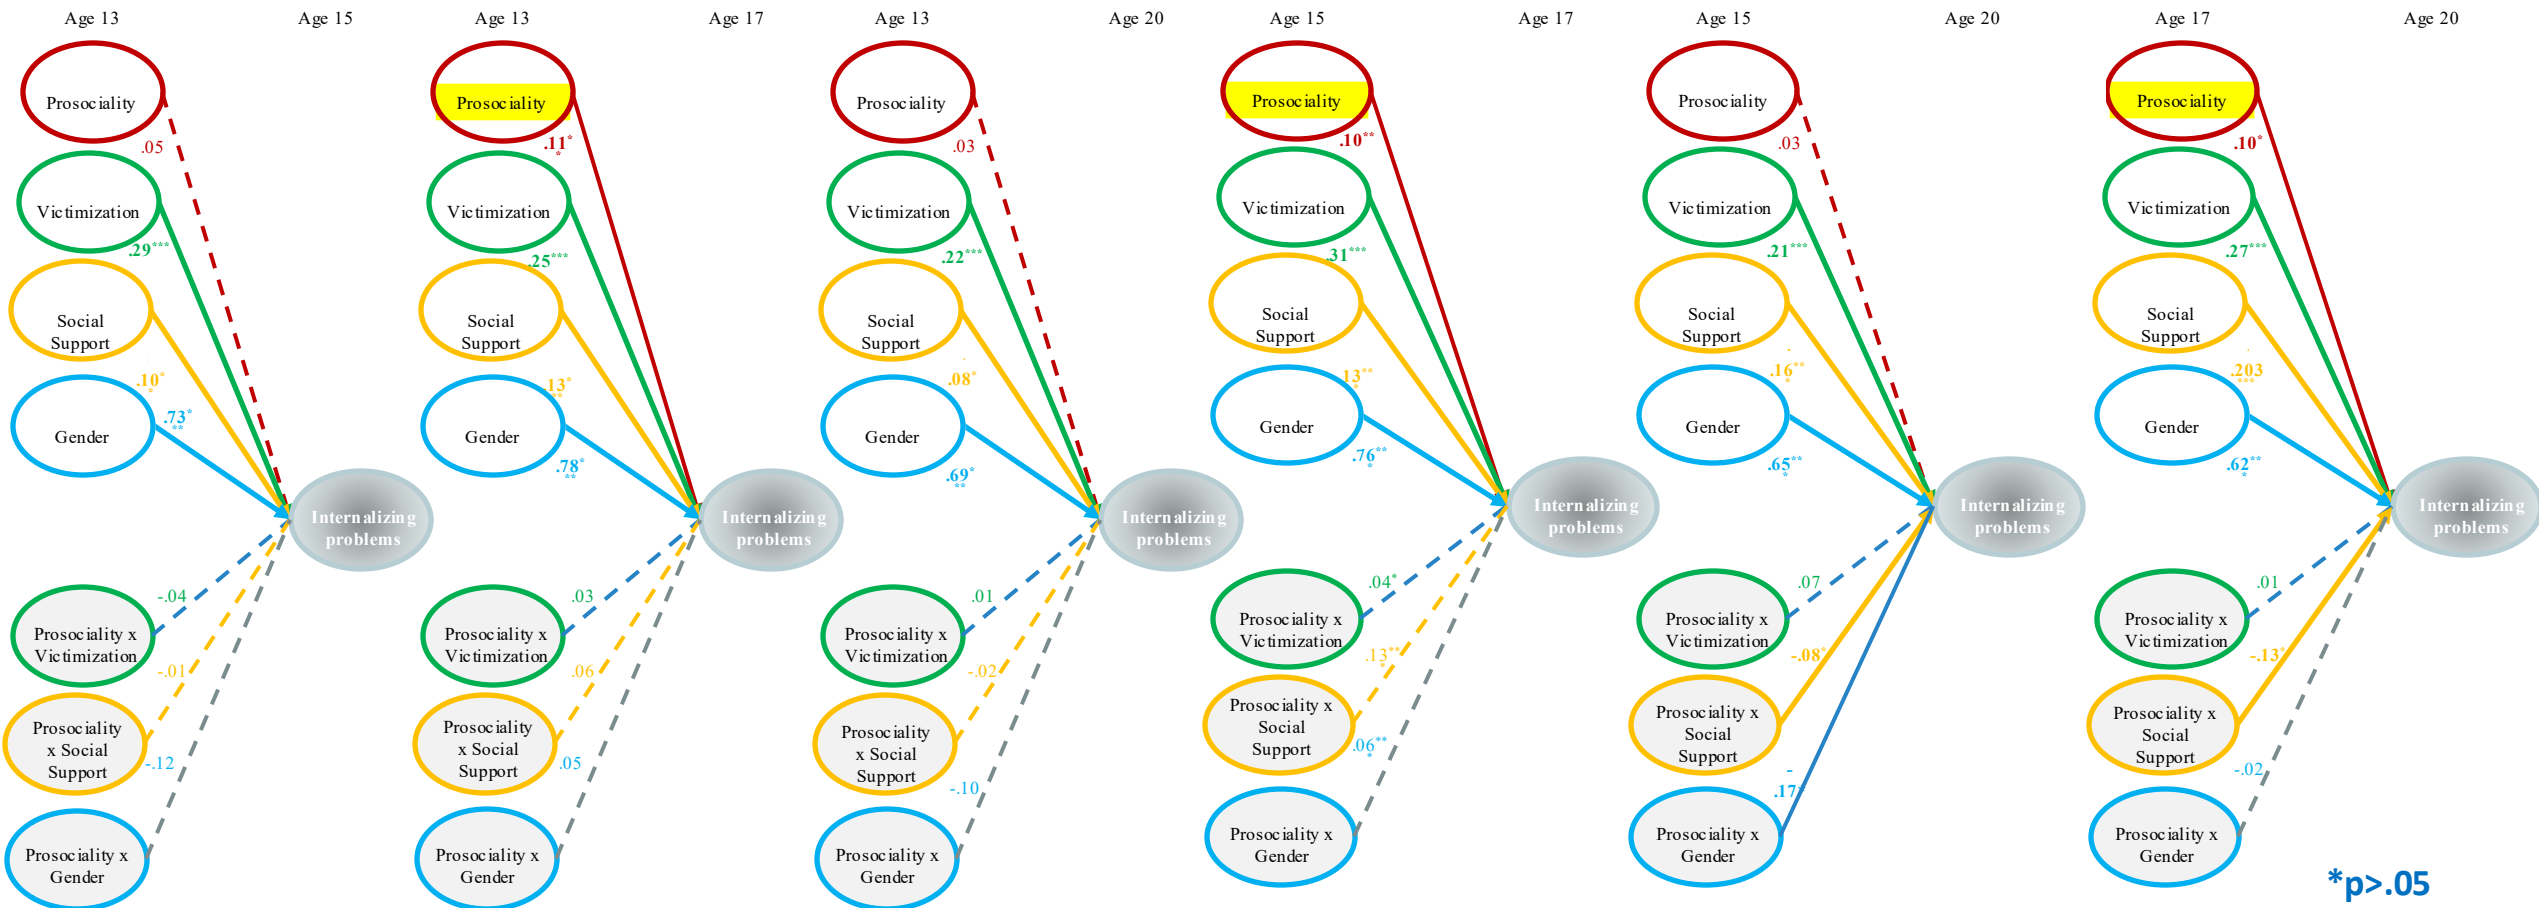 Age 13
Age 15
Prosociality
.05
Victimization
.29***
Social
Support
.10*
*
Gender
.73*
**
Internalizing
problems
-.04
Prosociality x
Victimization
-.01
Prosociality
x Social
Support
-.12
Prosociality x
Gender
Age 13
Age 17
Prosociality
.11*
*
Victimization
.25***
Social
Support
.13*
**
Gender
.78*
**
Internalizing
problems
.03
Prosociality x
Victimization
.06
Prosociality
x Social
Support
.05
Prosociality x
Gender
Age 13
Age 20
Prosociality
.03
Victimization
.22***
Social
Support
-
.08*
Gender
.69*
**
Internalizing
problems
.01
Prosociality x
Victimization
-.02
Prosociality
x Social
Support
-.10
Prosociality x
Gender
Age 15
Age 17
Prosociality
.10**
Victimization
.31***
Social
Support
.13**
*
Gender
.76**
*
Internalizing
problems
.04*
Prosociality x
Victimization
.13**
*
Prosociality x
Social
Support
.06**
*
Prosociality x
Gender
Age 15
Age 20
Prosociality
.03
Victimization
.21***
Social
Support
-
.16**
*
Gender
.65**
*
Internalizing
problems
.07
Prosociality x
Victimization
-.08*
Prosociality x
Social
Support
-
.17*
Prosociality x
Gender
Age 17
Age 20
Prosociality
.10*
Victimization
.27***
Social
Support
-
.203
***
Gender
.62**
*
Internalizing
problems
.01
Prosociality x
Victimization
-.13*
Prosociality x
Social
Support
-.02
Prosociality x
Gender
*p>.05